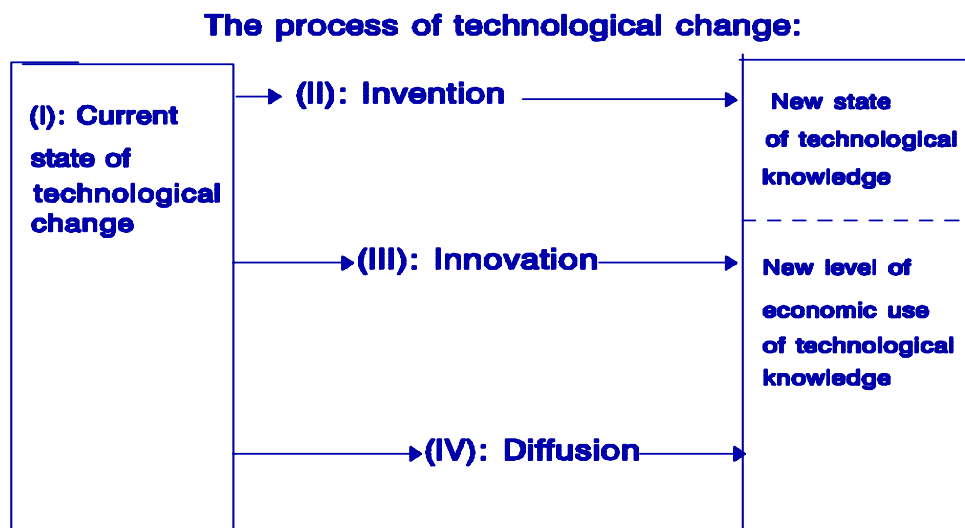 The process of technological change:
(I): Current
state of
technological
change
(II): Invention
(III): Innovation
(IV): Diffusion
New state
of technological
knowledge
New level of
economic use
of technological
knowledge